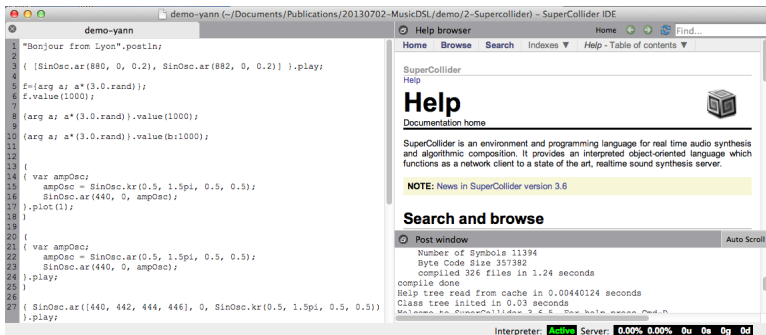 demo-yann (~/Documents/Publications/20130702-MusicDSL/demo/2-Supercollider) – SuperCollider IDE
demo-yann
1 "Bonjour from Lyon".postln;
2
3 { [SinOsc.ar(880, 0, 0.2), SinOsc.ar(882, 0, 0.2)] }.play;
4
5 f={arg a; a*(3.0.rand)};
6 f.value(1000);
7
8 {arg a; a*(3.0.rand)}.value(1000);
9
10 {arg a; a*(3.0.rand)}.value(b:1000);
11
12
13 (
14 { var ampOsc;
15 ampOsc = SinOsc.kr(0.5, 1.5pi, 0.5, 0.5);
16 SinOsc.ar(440, 0, ampOsc);
17 }.plot(1);
18 )
19
20 (
21 { var ampOsc;
22 ampOsc = SinOsc.kr(0.5, 1.5pi, 0.5, 0.5);
23 SinOsc.ar(440, 0, ampOsc);
24 }.play;
25 )
26
27 { SinOsc.ar([440, 442, 444, 446], 0, SinOsc.kr(0.5, 1.5pi, 0.5, 0.5))
}.play;
Help browser Home Find...
Home Browse Search Indexes ▼ Help - Table of contents ▼
SuperCollider
Help
Help
Documentation home
SuperCollider is an environment and programming language for real time audio synthesis
and algorithmic composition. It provides an interpreted object-oriented language which
functions as a network client to a state of the art, realtime sound synthesis server.
NOTE: News in SuperCollider version 3.6
Search and browse
Post window Auto Scroll
Number of Symbols 11394
Byte Code Size 357382
compiled 326 files in 1.24 seconds
compile done
Help tree read from cache in 0.00440124 seconds
Class tree inited in 0.03 seconds
Welcome to SuperCollider 3.6.5. For help press Cmd-D.
Interpreter: Active Server: 0.00% 0.00% 0u 0s 0g 0d